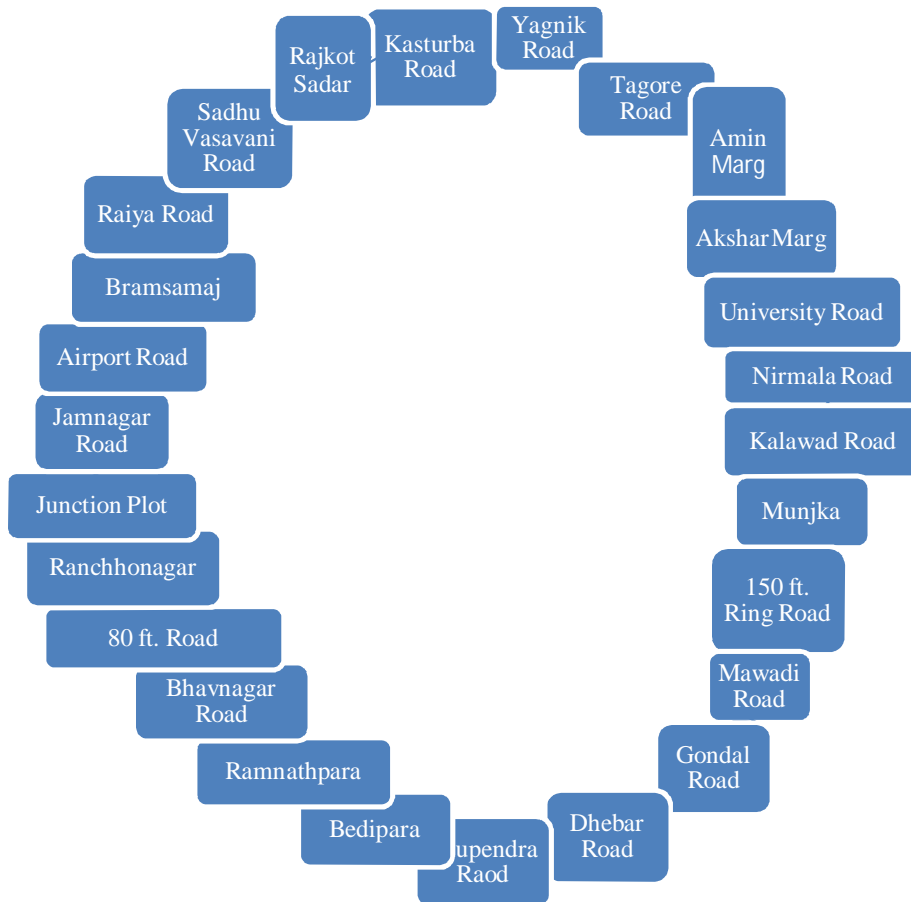 Yagnik
Road
Tagore
Road
Amin
Marg
Akshar Marg
University Road
Nirmala Road
Kalawad Road
Munjka
150 ft.
Ring Road
Mawadi
Road
Gondal
Road
Dhebar
Road
upendra
Raod
Bedipara
Ramnathpara
Bhavnagar
Road
80 ft. Road
Ranchhonagar
Junction Plot
Jamnagar
Road
Airport Road
Bramsamaj
Raiya Road
Sadhu
Vasavani
Road
Rajkot
Sadar
Kasturba
Road